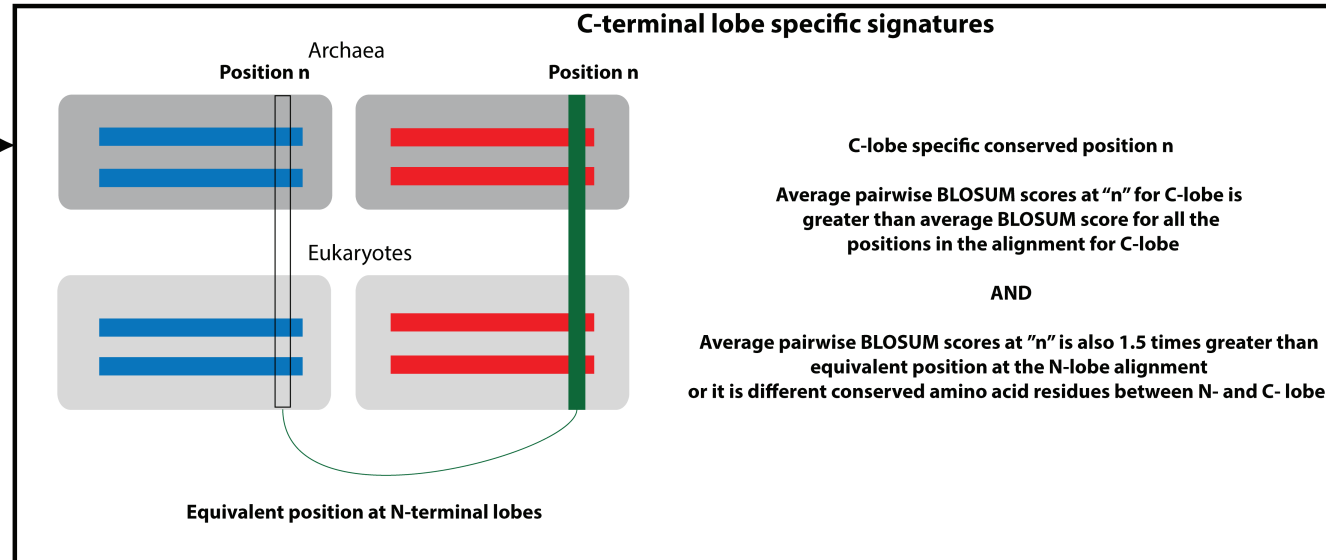 C-terminal lobe specific signatures
Archaea
Position n
Position n
Eukaryotes
Equivalent position at N-terminal lobes
C-lobe specific conserved position n
Average pairwise BLOSUM scores at “n” for C-lobe is
greater than average BLOSUM score for all the
positions in the alignment for C-lobe
AND
Average pairwise BLOSUM scores at ”n” is also 1.5 times greater than
equivalent position at the N-lobe alignment
or it is different conserved amino acid residues between N- and C- lobe